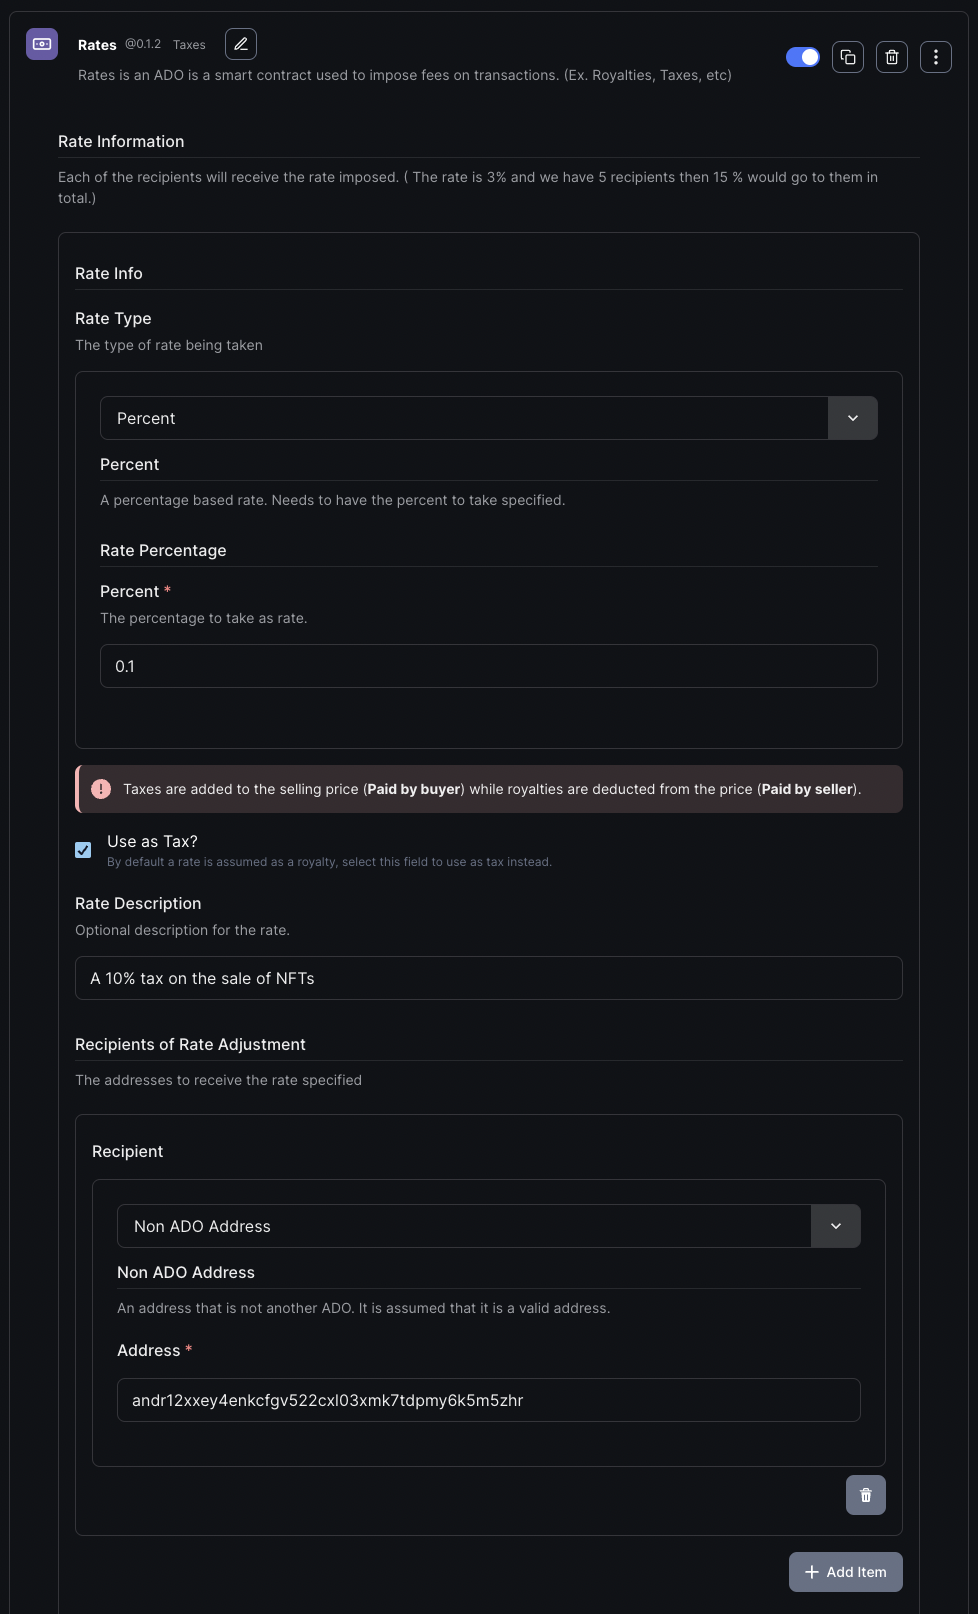 Rates @0.1.2 Taxes
Rates is an ADO is a smart contract used to impose fees on transactions. (Ex. Royalties, Taxes, etc)
Rate Information
Each of the recipients will receive the rate imposed. ( The rate is 3% and we have 5 recipients then 15 % would go to them in
total.)
Rate Info
Rate Type
The type of rate being taken
Percent
Percent
A percentage based rate. Needs to have the percent to take specified.
Rate Percentage
Percent *
The percentage to take as rate.
0.1
Taxes are added to the selling price (Paid by buyer) while royalties are deducted from the price (Paid by seller).
Use as Tax?
By default a rate is assumed as a royalty, select this field to use as tax instead.
Rate Description
Optional description for the rate.
A 10% tax on the sale of NFTs
Recipients of Rate Adjustment
The addresses to receive the rate specified
Recipient
Non ADO Address
Non ADO Address
An address that is not another ADO. It is assumed that it is a valid address.
Address *
andr12xxey4enkcfgv522cxl03xmk7tdpmy6k5m5zhr
Add Item